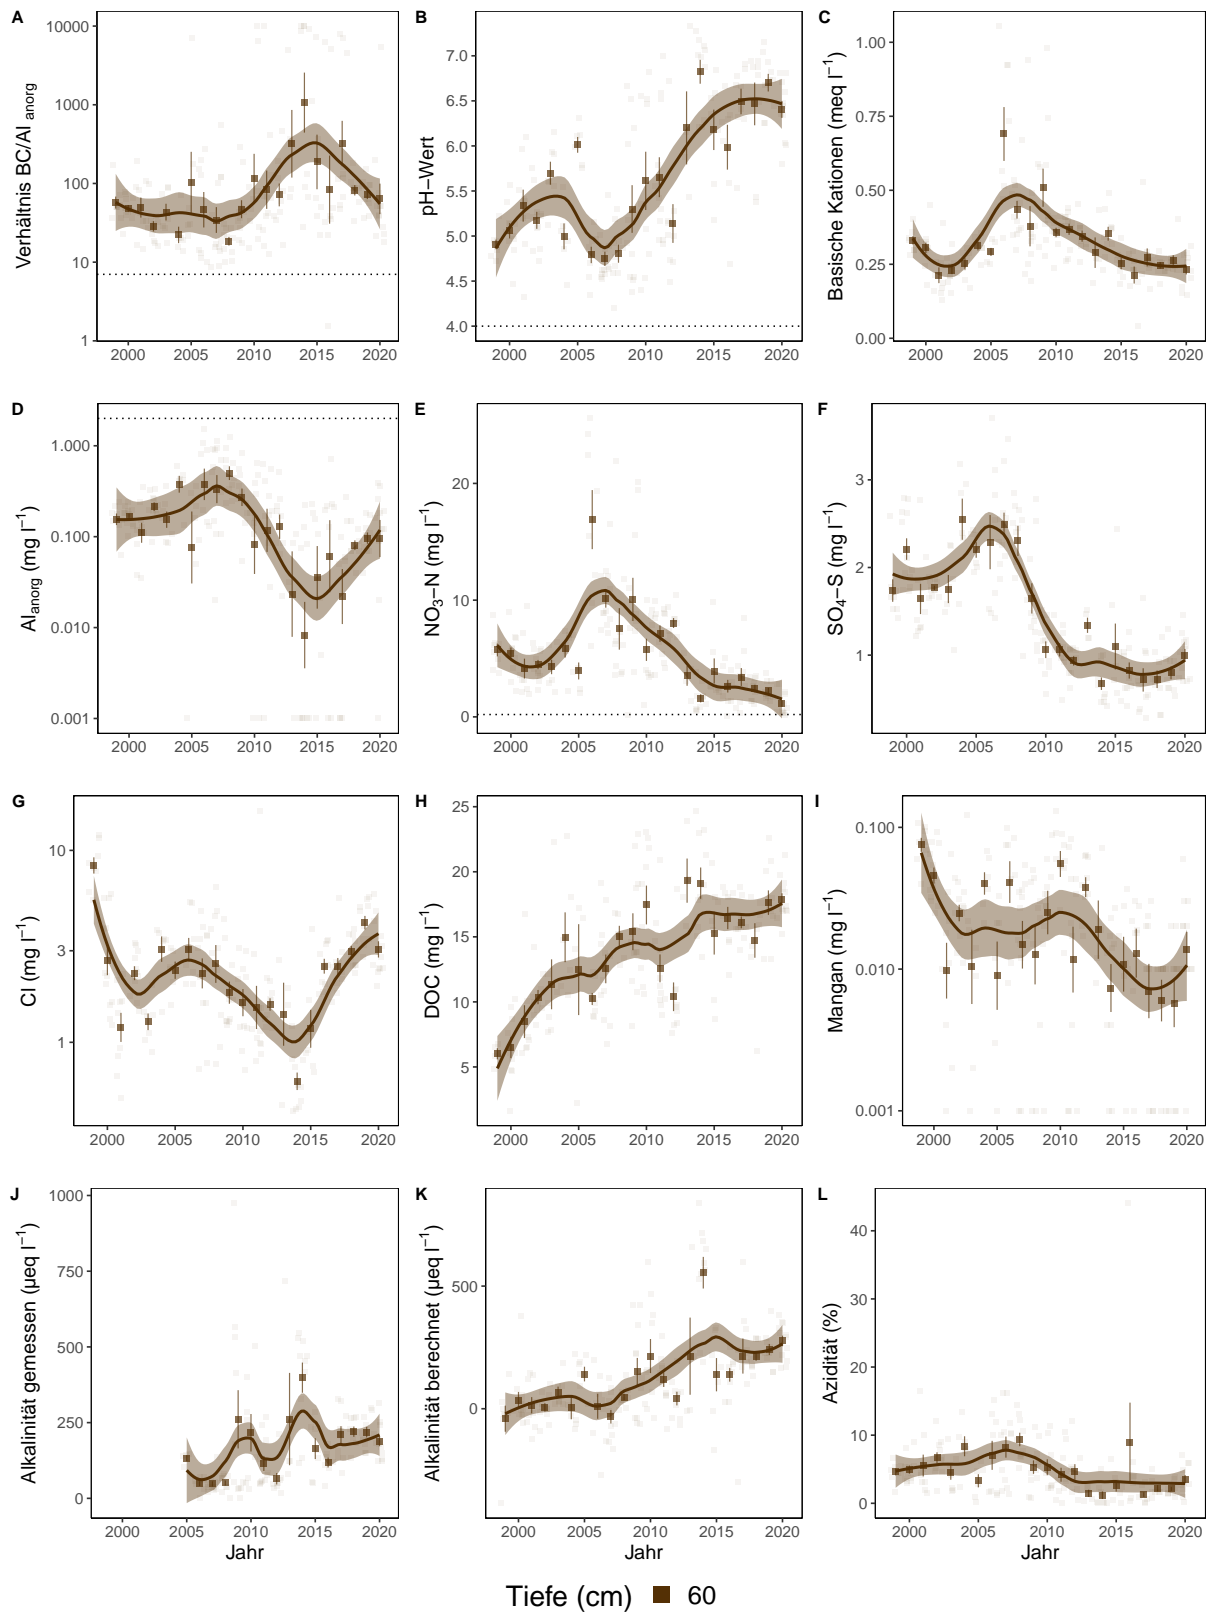 A
Verhältnis BC/Al anorg
10000
1000
100
10
1
2000 2005 2010 2015 2020
B
pH−Wert
7.0
6.5
6.0
5.5
5.0
4.5
4.0
2000 2005 2010 2015 2020
C
Basische Kationen (meq l−1)
1.00
0.75
0.50
0.25
0.00
2000 2005 2010 2015 2020
D
Alanorg (mg l−1)
1.000
0.100
0.010
0.001
2000 2005 2010 2015 2020
E
NO3−N (mg l−1)
20
10
0
2000 2005 2010 2015 2020
F
SO4−S (mg l−1)
3
2
1
2000 2005 2010 2015 2020
G
Cl (mg l−1)
10
3
1
2000 2005 2010 2015 2020
H
DOC (mg l−1)
25
20
15
10
5
2000 2005 2010 2015 2020
I
Mangan (mg l−1)
0.100
0.010
0.001
2000 2005 2010 2015 2020
J
Alkalinität gemessen (µeq l−1)
1000
750
500
250
0
2000 2005 2010 2015 2020
Jahr
K
Alkalinität berechnet (µeq l−1)
500
0
2000 2005 2010 2015 2020
Jahr
L
Azidität (%)
40
30
20
10
0
2000 2005 2010 2015 2020
Jahr
Tiefe (cm) 60